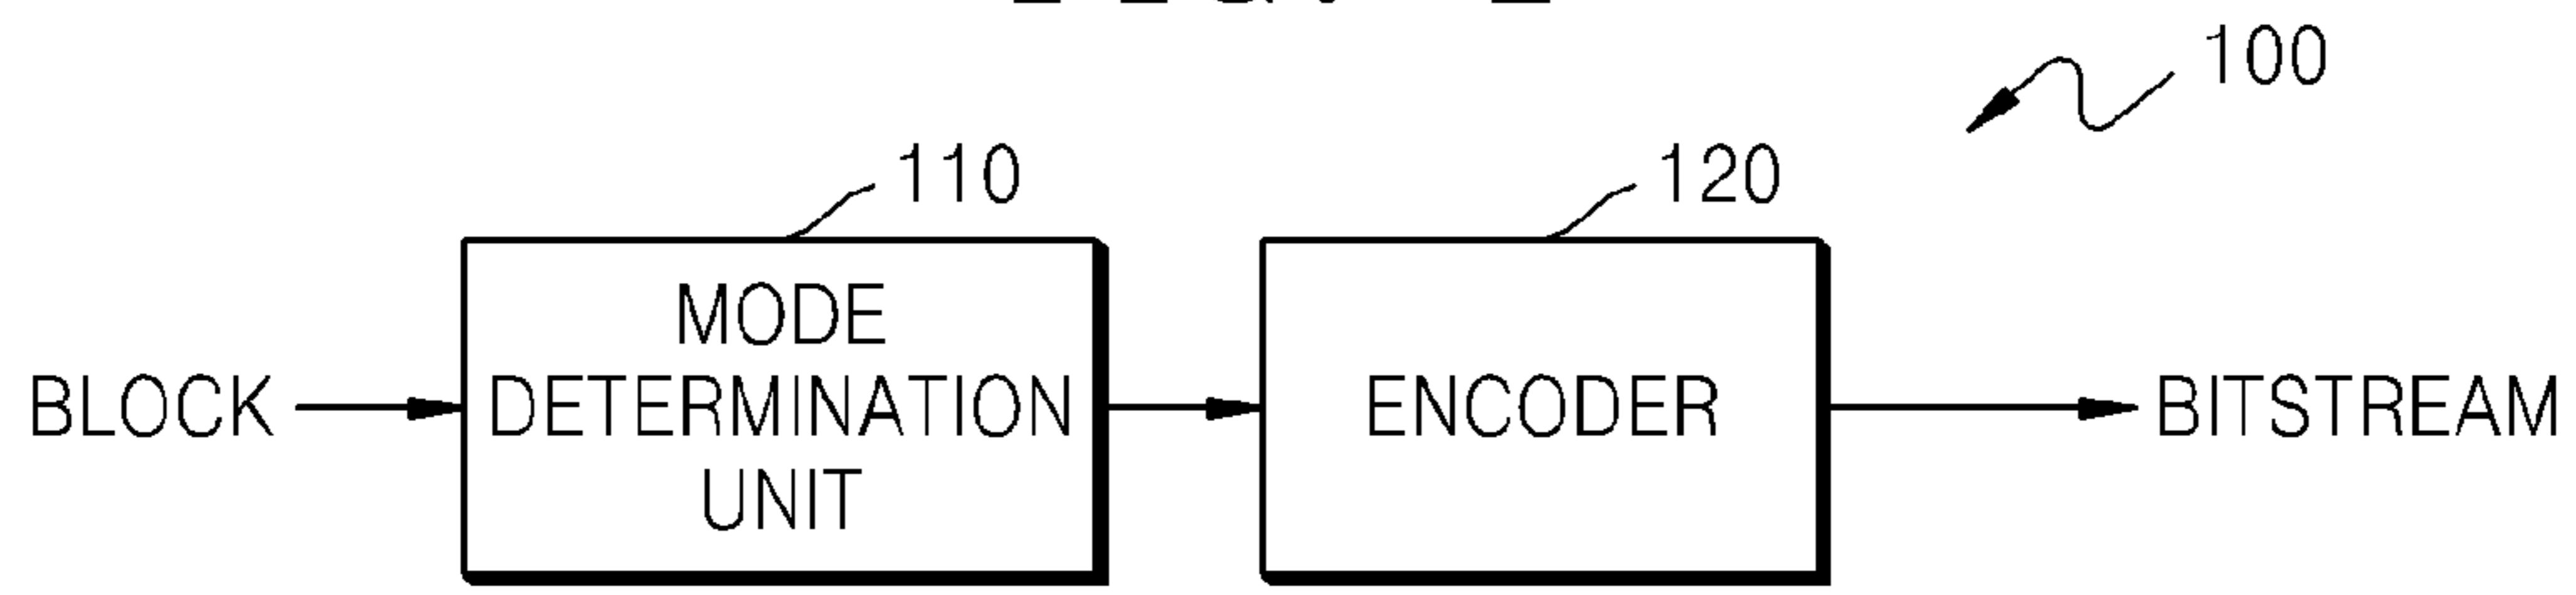 100
110
120
MODE
DETERMINATION
UNIT
BLOCK
ENCODER
BITSTREAM